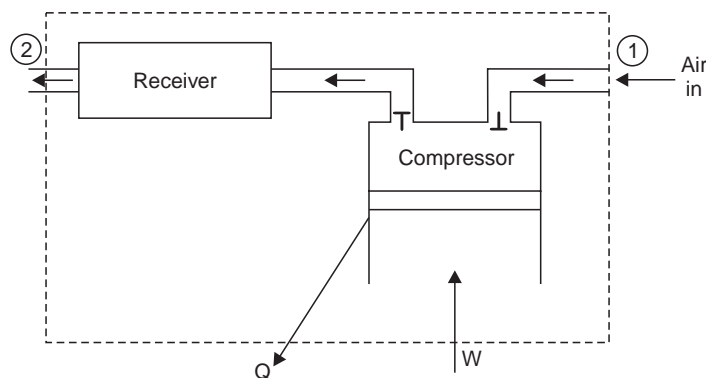 2
1
Receiver
Air
in
Compressor
Q
W